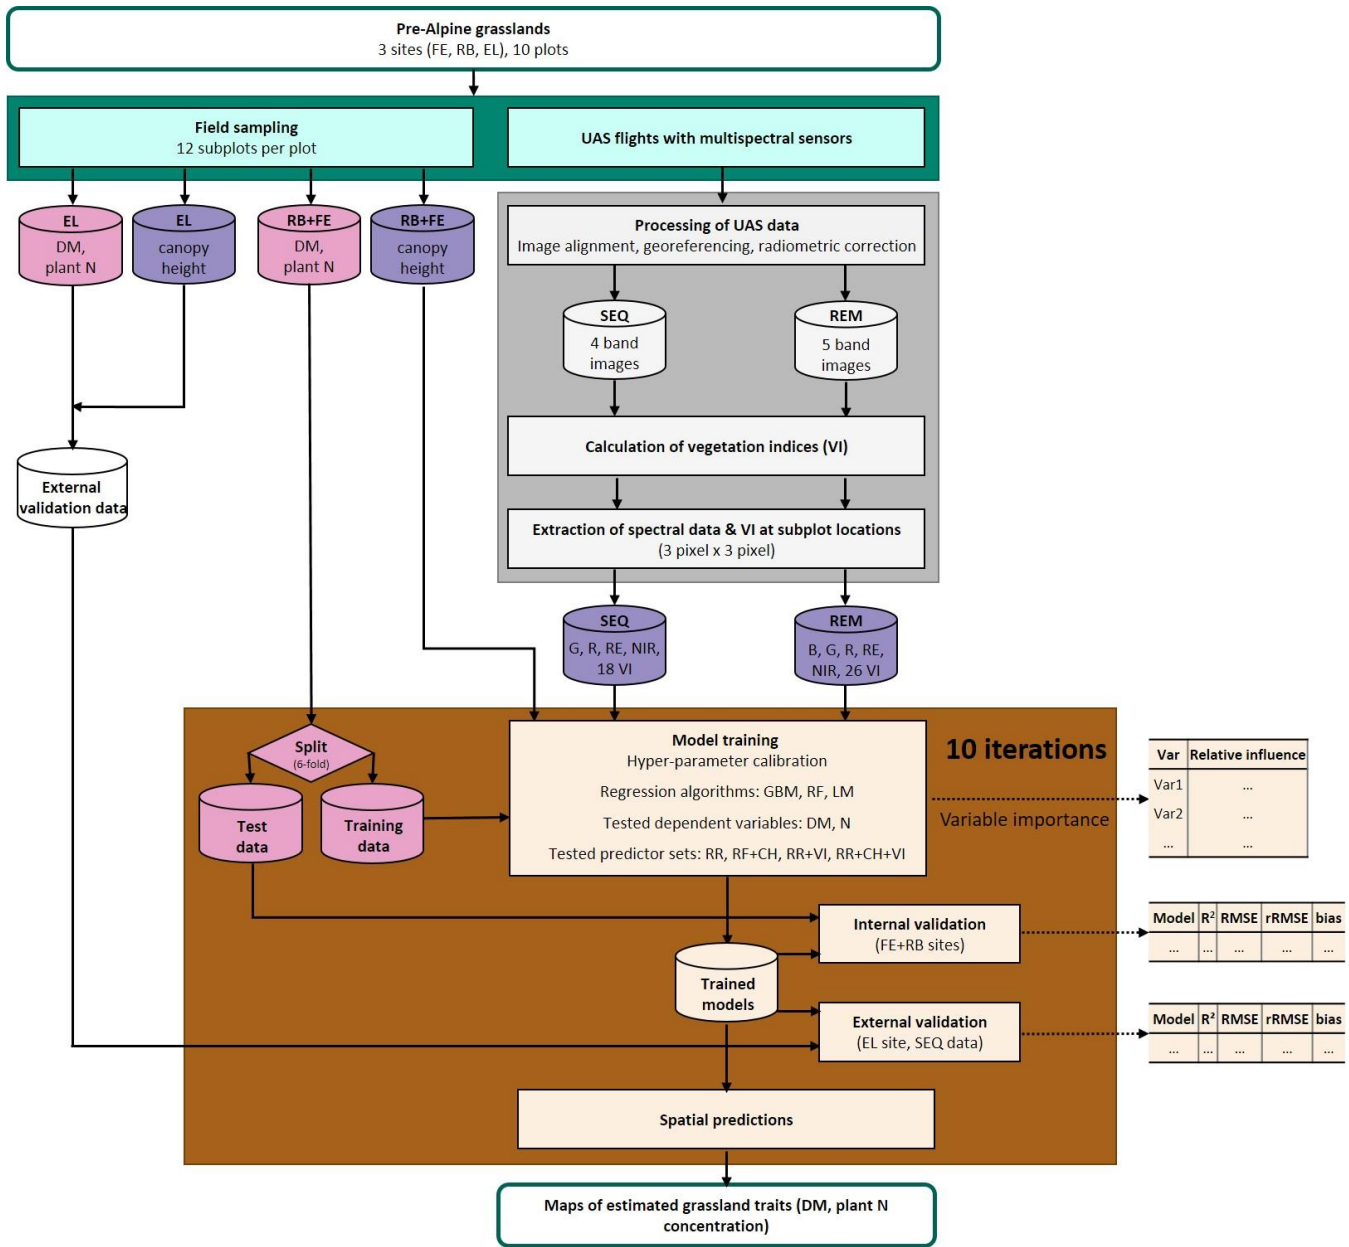 Pre-Alpine grasslands
3 sites (FE, RB, EL), 10 plots
Field sampling
12 subplots per plot
UAS flights with multispectral sensors
EL
DM,
plant N
EL
canopy
height
RB+FE
DM,
plant N
RB+FE
canopy
height
Processing of UAS data
Image alignment, georeferencing, radiometric correction
SEQ
4 band
images
REM
5 band
images
Calculation of vegetation indices (VI)
External
validation data
Extraction of spectral data & VI at subplot locations
(3 pixel x 3 pixel)
SEQ
G, R, RE, NIR,
18 VI
REM
B, G, R, RE,
NIR, 26 VI
Split
(6-fold)
Test
data
Training
data
Model training
Hyper-parameter calibration
Regression algorithms: GBM, RF, LM
Tested dependent variables: DM, N
Tested predictor sets: RR, RF+CH, RR+VI, RR+CH+VI
10 iterations
Variable importance
Var Relative influence
Var1 ...
Var2 ...
... ...
Internal validation
(FE+RB sites)
Model R² RMSE rRMSE bias
... ... ... ... ...
Trained
models
External validation
(EL site, SEQ data)
Model R² RMSE rRMSE bias
... ... ... ... ...
Spatial predictions
Maps of estimated grassland traits (DM, plant N
concentration)